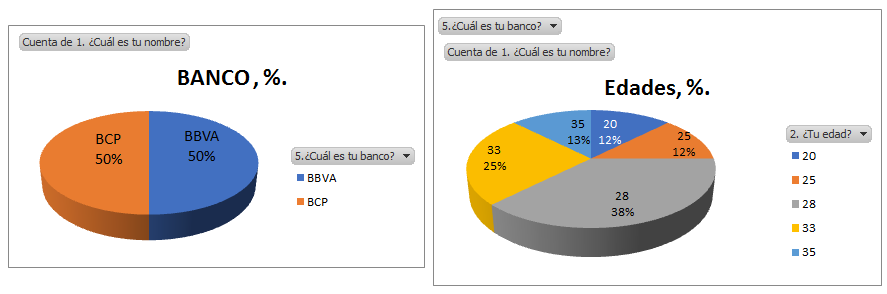 Cuenta de 1. ¿Cuál es tu nombre?
BANCO , %.
BCP
50%
BBVA
50%
5.¿Cuál es tu banco?
BBVA
BCP
5.¿Cuál es tu banco?
Cuenta de 1. ¿Cuál es tu nombre?
Edades, %.
20
12%
25
12%
28
38%
33
25%
35
13%
2. ¿Tu edad?
20
25
28
33
35